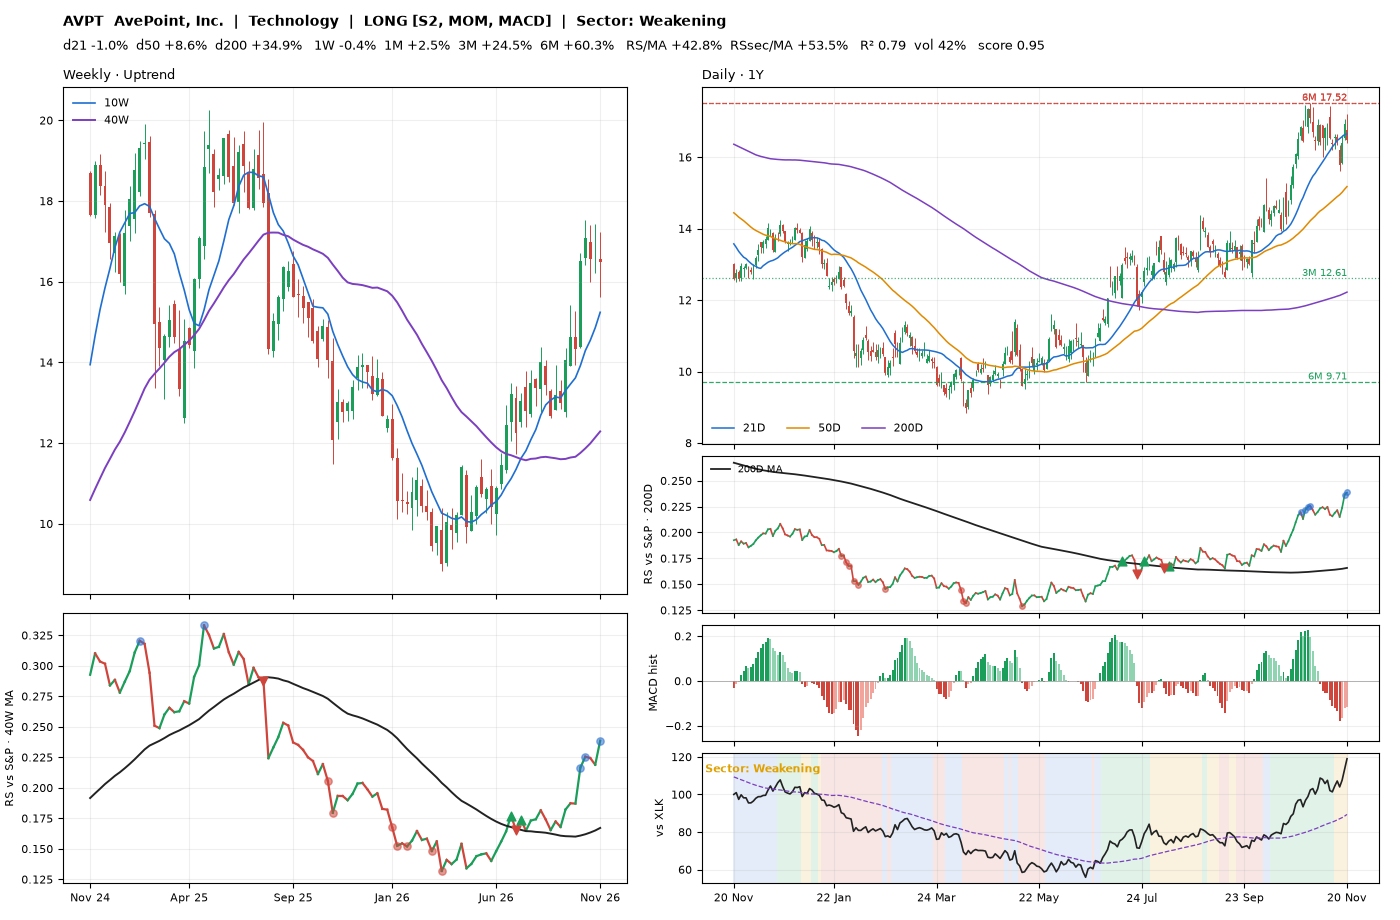 AVPT  AvePoint, Inc.  |  Technology  |  LONG [S2, MOM, MACD]  |  Sector: Weakening
d21 -1.0%  d50 +8.6%  d200 +34.9%   1W -0.4%  1M +2.5%  3M +24.5%  6M +60.3%   RS/MA +42.8%  RSsec/MA +53.5%   R² 0.79  vol 42%   score 0.95
Weekly · Uptrend
10W
40W
20
18
16
14
12
10
Daily · 1Y
6M 17.52
3M 12.61
6M 9.71
16
14
12
10
8
21D
50D
200D
RS vs S&P · 200D
200D MA
0.250
0.225
0.200
0.175
0.150
0.125
RS vs S&P · 40W MA
0.325
0.300
0.275
0.250
0.225
0.200
0.175
0.150
0.125
Nov 24
Apr 25
Sep 25
Jan 26
Jun 26
Nov 26
MACD hist
0.2
0.0
−0.2
vs XLK
Sector: Weakening
120
100
80
60
20 Nov
22 Jan
24 Mar
22 May
24 Jul
23 Sep
20 Nov